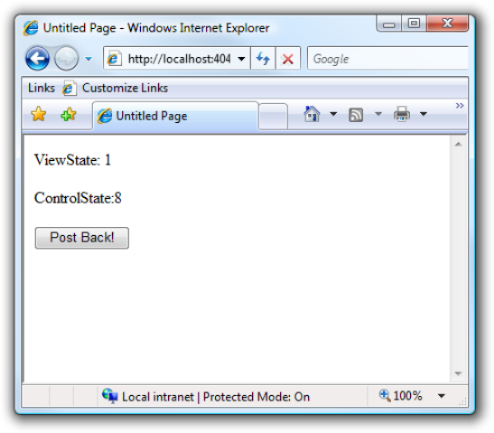 Untitled Page - Windows Internet Explorer
http://localhost:404 Google
Links Customize Links
Untitled Page »
ViewState: 1
ControlState:8
Post Back!
Local intranet | Protected Mode: On 100%